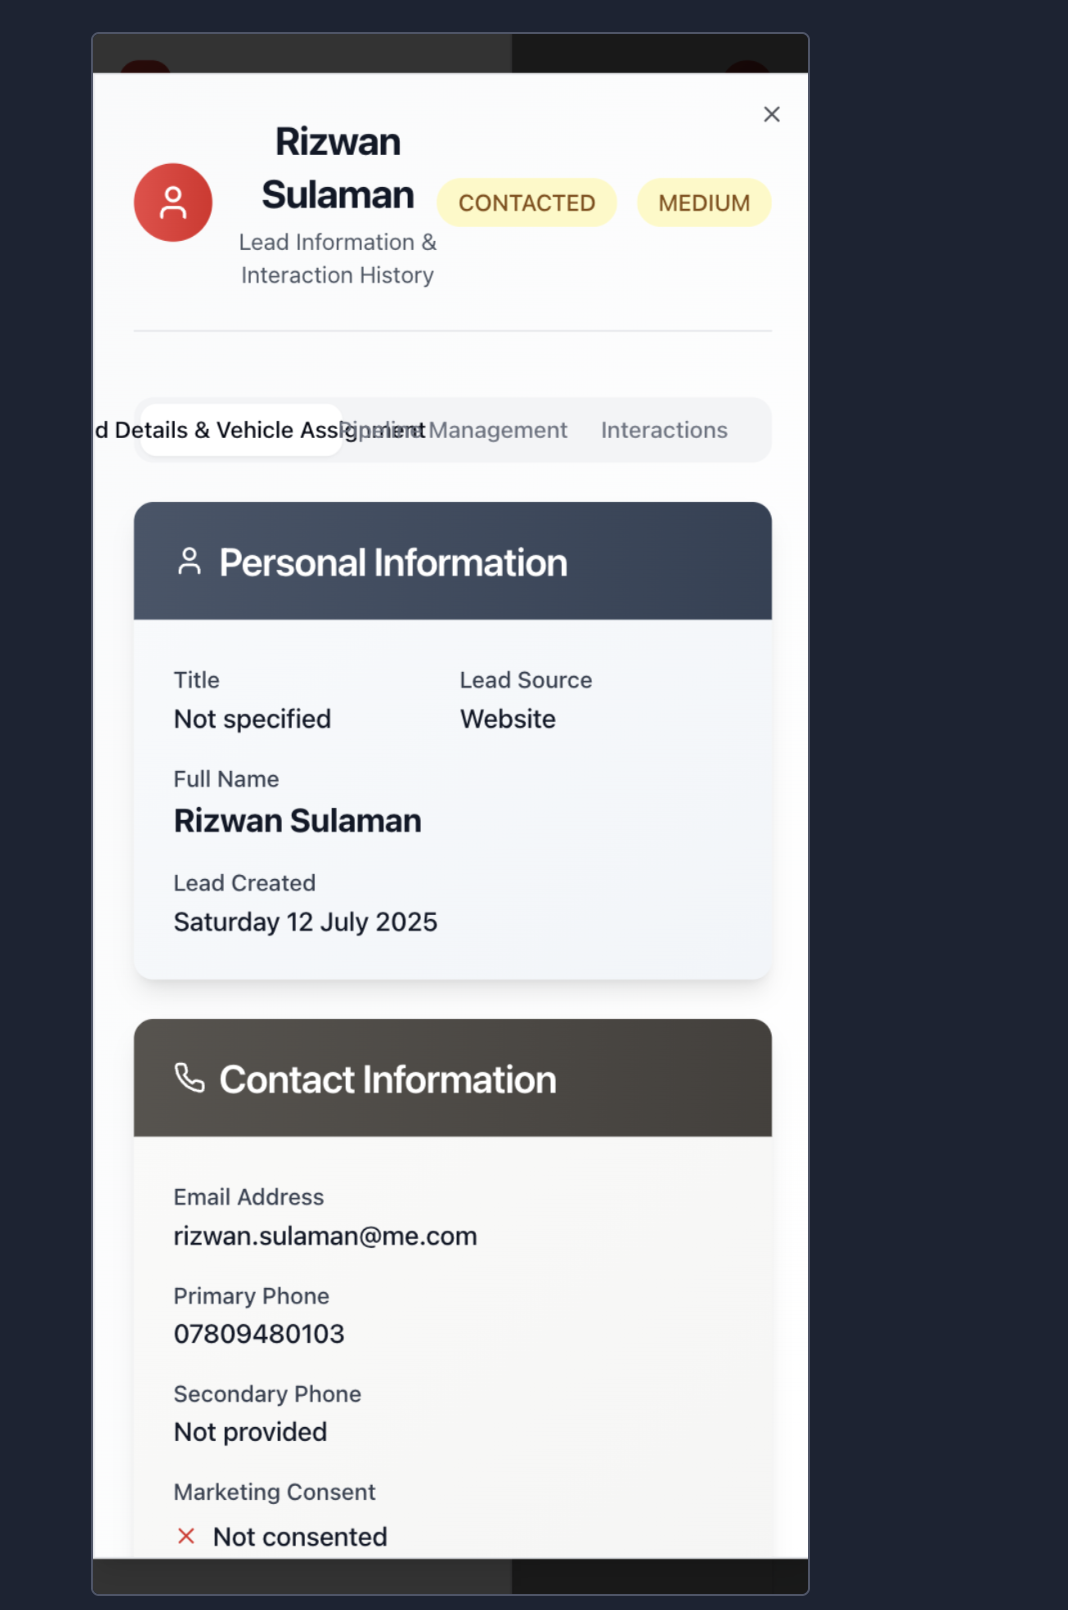 Rizwan
Sulaman
Lead Information &
Interaction History
CONTACTED
MEDIUM
d Details & Vehicle Assignment
Pipeline Management
Interactions
Personal Information
Title
Not specified
Lead Source
Website
Full Name
Rizwan Sulaman
Lead Created
Saturday 12 July 2025
Contact Information
Email Address
rizwan.sulaman@me.com
Primary Phone
07809480103
Secondary Phone
Not provided
Marketing Consent
Not consented